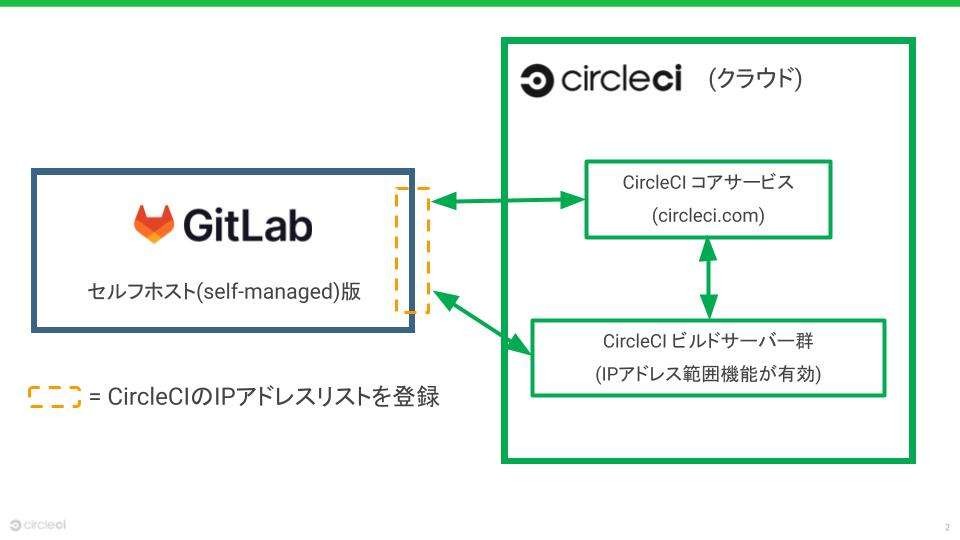 circleci (クラウド)
CircleCI コアサービス
(circleci.com)
GitLab
セルフホスト(self-managed)版
CircleCI ビルドサーバー群
(IPアドレス範囲機能が有効)
= CircleCIのIPアドレスリストを登録
circleci
2